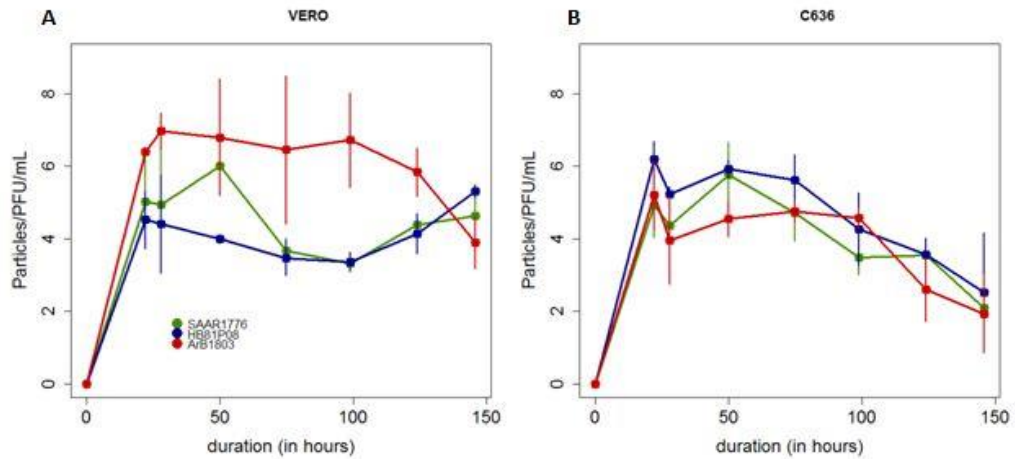 A
VERO
Particles/PFU/mL
8
6
4
2
0
SAAR1776
HB81P08
ArB1803
0
50
100
150
duration (in hours)
B
C636
Particles/PFU/mL
8
6
4
2
0
0
50
100
150
duration (in hours)